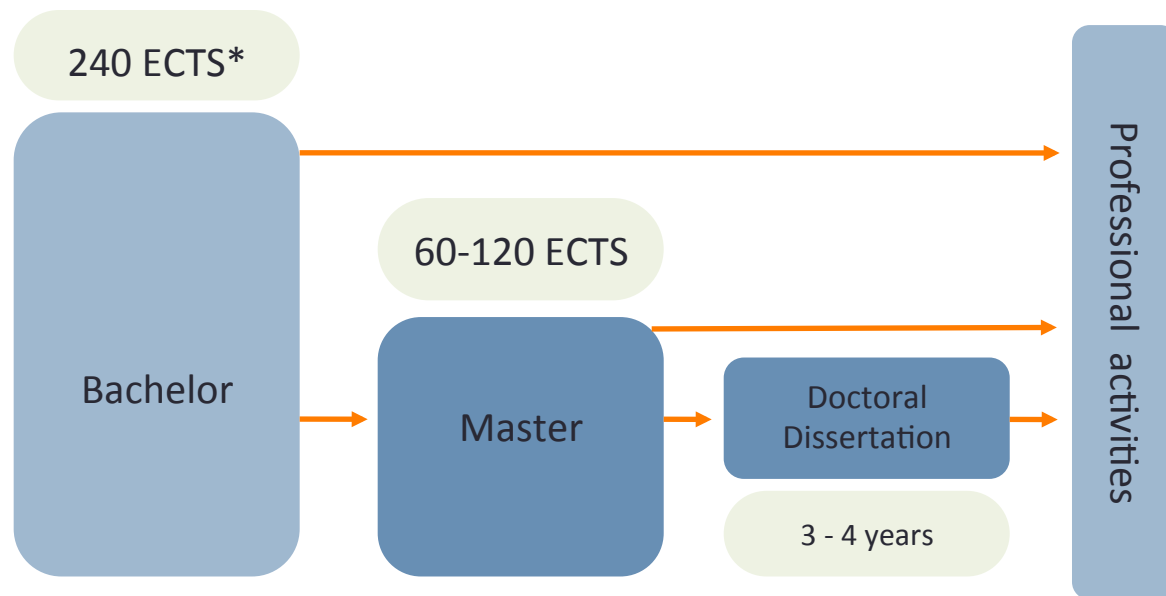 240 ECTS*
Bachelor
60-120 ECTS
Master
Doctoral
Dissertation
3 - 4 years
Professional activities